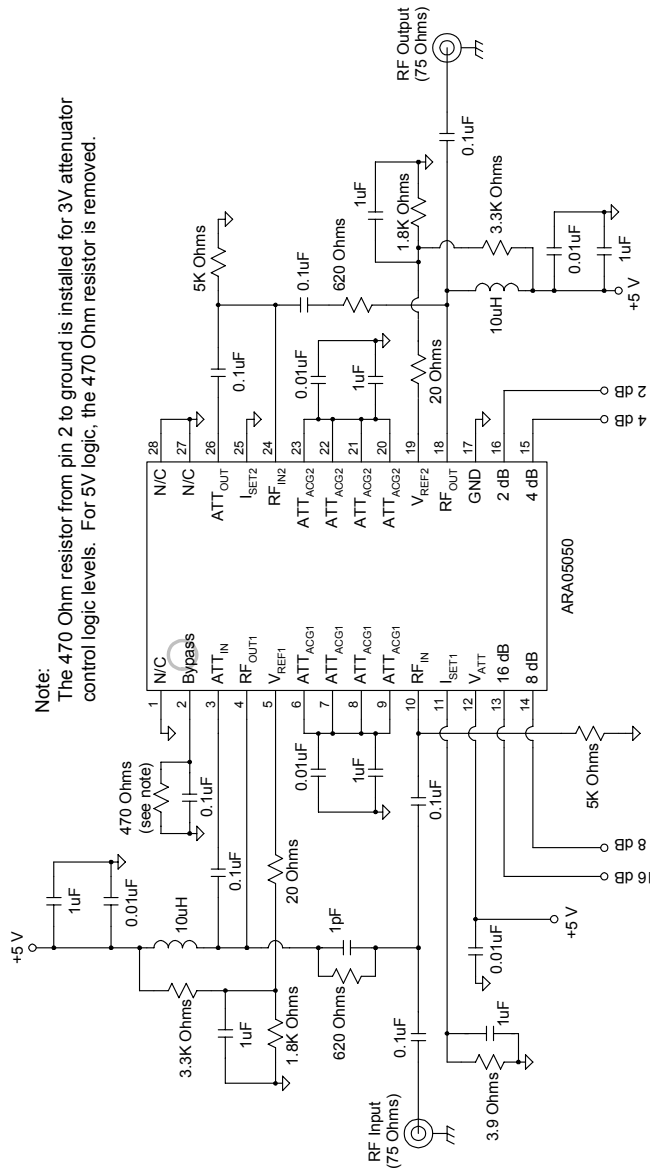 Note:
The 470 Ohm resistor from pin 2 to ground is installed for 3V attenuator
control logic levels. For 5V logic, the 470 Ohm resistor is removed.
+5 V
1uF
0.01uF
10uH
3.3K Ohms
1uF
1.8K Ohms
20 Ohms
0.1uF
470 Ohms
(see note)
0.1uF
620 Ohms
1pF
RF Input
(75 Ohms)
0.1uF
0.1uF
0.01uF
1uF
3.9 Ohms
1uF
0.01uF
+5 V
16 dB
8 dB
5K Ohms
1 N/C
2 Bypass
3 ATT_IN
4 RF_OUT1
5 V_REF1
6 ATT_ACG1
7 ATT_ACG1
8 ATT_ACG1
9 ATT_ACG1
10 RF_IN
11 I_SET1
12 V_ATT
13 16 dB
14 8 dB
N/C 28
N/C 27
ATT_OUT 26
I_SET2 25
RF_IN2 24
ATT_ACG2 23
ATT_ACG2 22
ATT_ACG2 21
ATT_ACG2 20
V_REF2 19
RF_OUT 18
GND 17
2 dB 16
4 dB 15
ARA05050
0.1uF
5K Ohms
0.1uF
620 Ohms
0.01uF
1uF
20 Ohms
1uF
1.8K Ohms
3.3K Ohms
10uH
0.01uF
1uF
+5 V
0.1uF
RF Output
(75 Ohms)
4 dB
2 dB